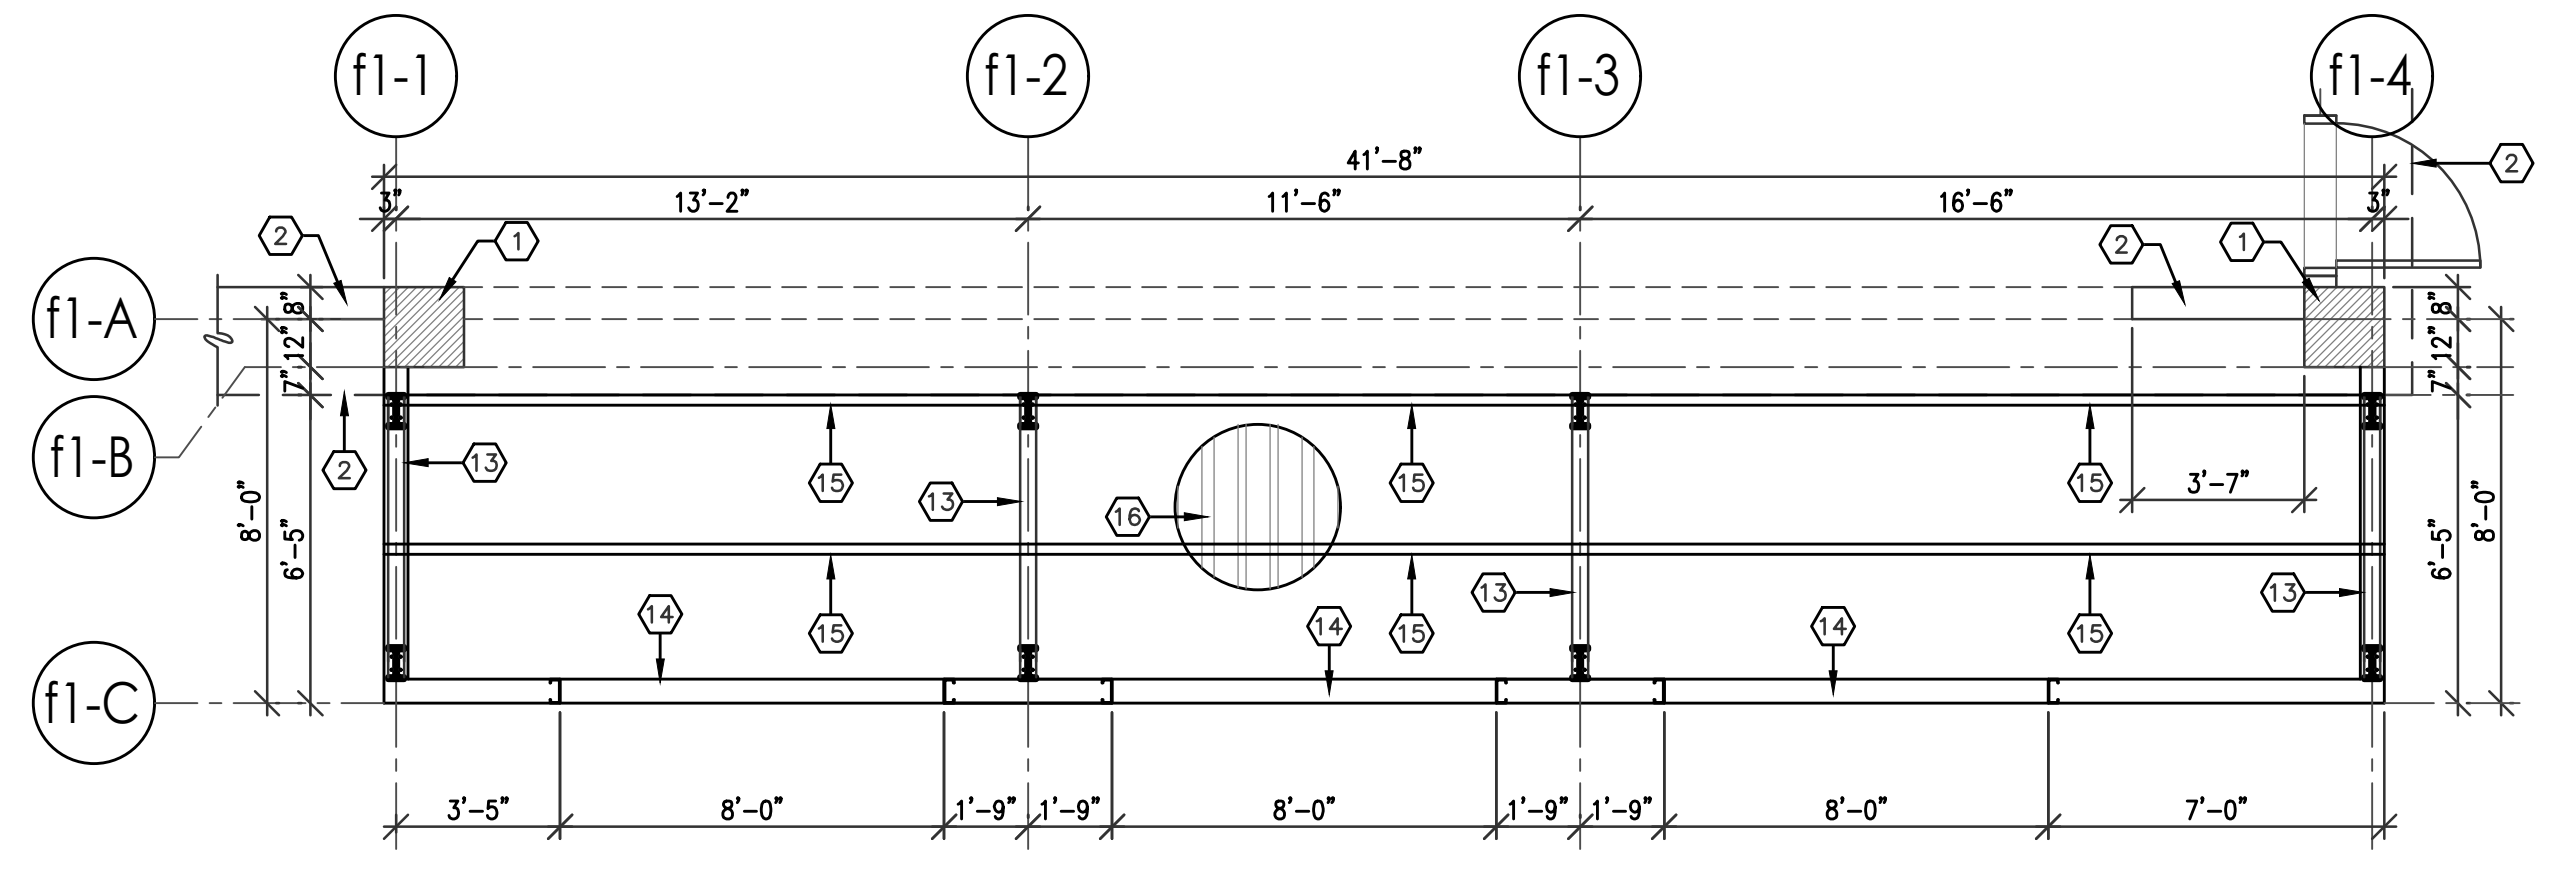 f1-1 f1-2 f1-3 f1-4
41'-8"
3" 13'-2" 11'-6" 16'-6" 3"
2
2 1 2 1
f1-A
8" 8"
12" 12"
7" 7"
f1-B
2 13 15 15 15
3'-7"
13 16
8'-0" 6'-5" 6'-5" 8'-0"
13 13
14 15 14 15 14 15
f1-C
3'-5" 8'-0" 1'-9" 1'-9" 8'-0" 1'-9" 1'-9" 8'-0" 7'-0"